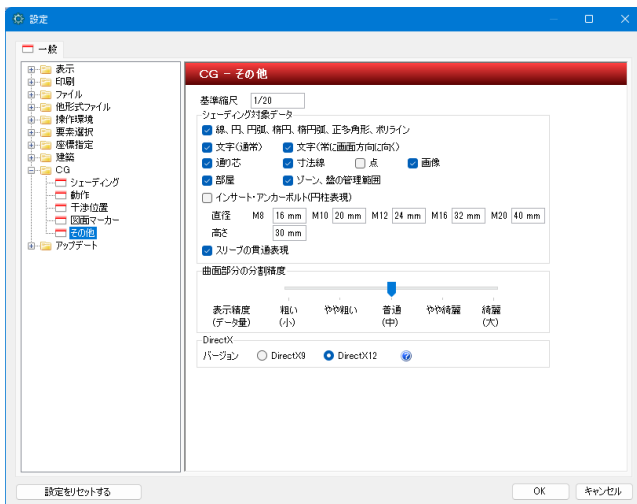 設定
一般
表示
印刷
ファイル
他形式ファイル
操作環境
要素選択
座標指定
建築
CG
シェーディング
動作
干渉位置
図面マーカー
その他
アップデート
CG - その他
基準縮尺 1/20
シェーディング対象データ
線、円、円弧、楕円、楕円弧、正多角形、ポリライン
文字(通常) 文字(常に画面方向に向く)
通り芯 寸法線 点 画像
部屋 ゾーン、盤の管理範囲
インサート・アンカーボルト(円柱表現)
直径 M8 16 mm M10 20 mm M12 24 mm M16 32 mm M20 40 mm
高さ 30 mm
スリーブの貫通表現
曲面部分の分割精度
表示精度 粗い やや粗い 普通 やや綺麗 綺麗
(データ量) (小) (中) (大)
DirectX
バージョン DirectX9 DirectX12 ?
設定をリセットする OK キャンセル